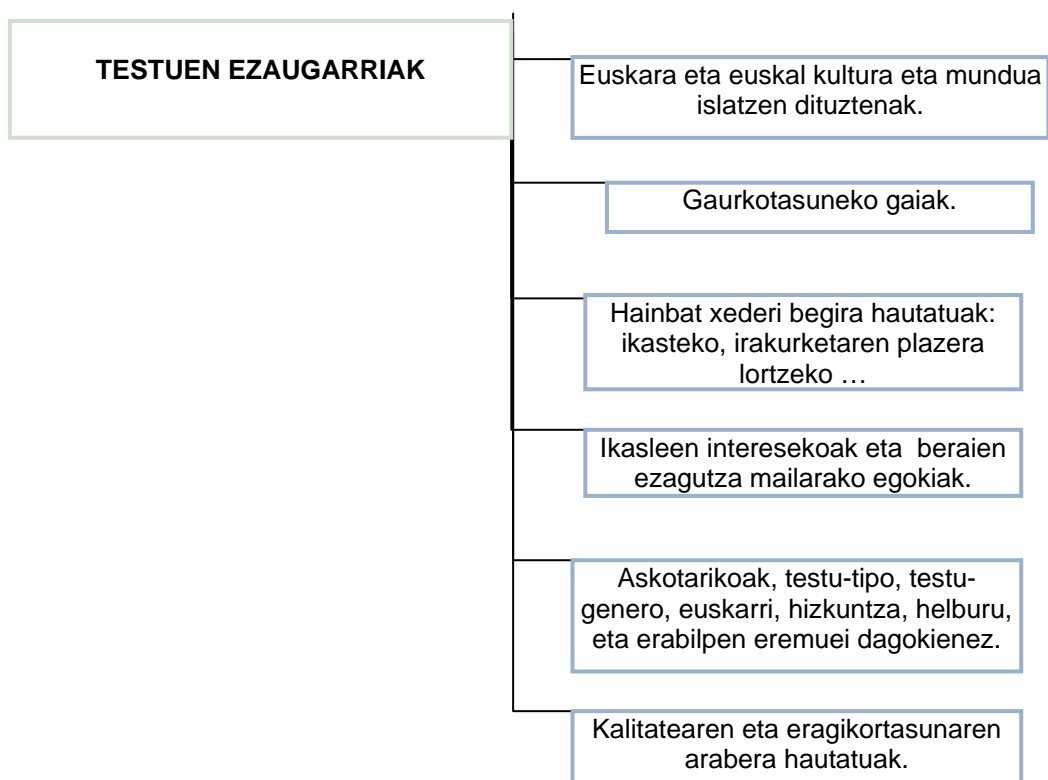 TESTUEN EZAUGARRIAK
Euskara eta euskal kultura eta mundua
islatzen dituztenak.
Gaurkotasuneko gaiak.
Hainbat xederi begira hautatuak:
ikasteko, irakurketaren plazera
lortzeko …
Ikasleen interesekoak eta  beraien
ezagutza mailarako egokiak.
Askotarikoak, testu-tipo, testu-
genero, euskarri, hizkuntza, helburu,
eta erabilpen eremuei dagokienez.
Kalitatearen eta eragikortasunaren
arabera hautatuak.